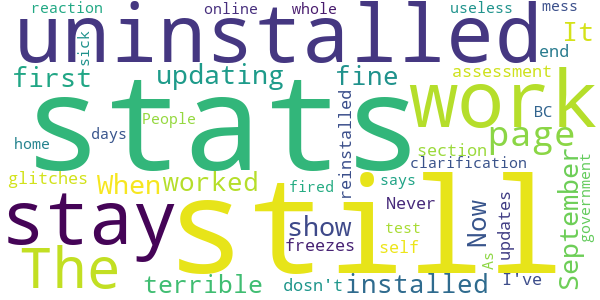 reaction online whole useless mess
uninstalled It
sick
first updating fine assessment end
stats work
BC
home days People reinstalled section page
clarification
glitches When worked fired says September government
stay still Never
show Now updates
freezes test self
The As I've
terrible dosn't installed